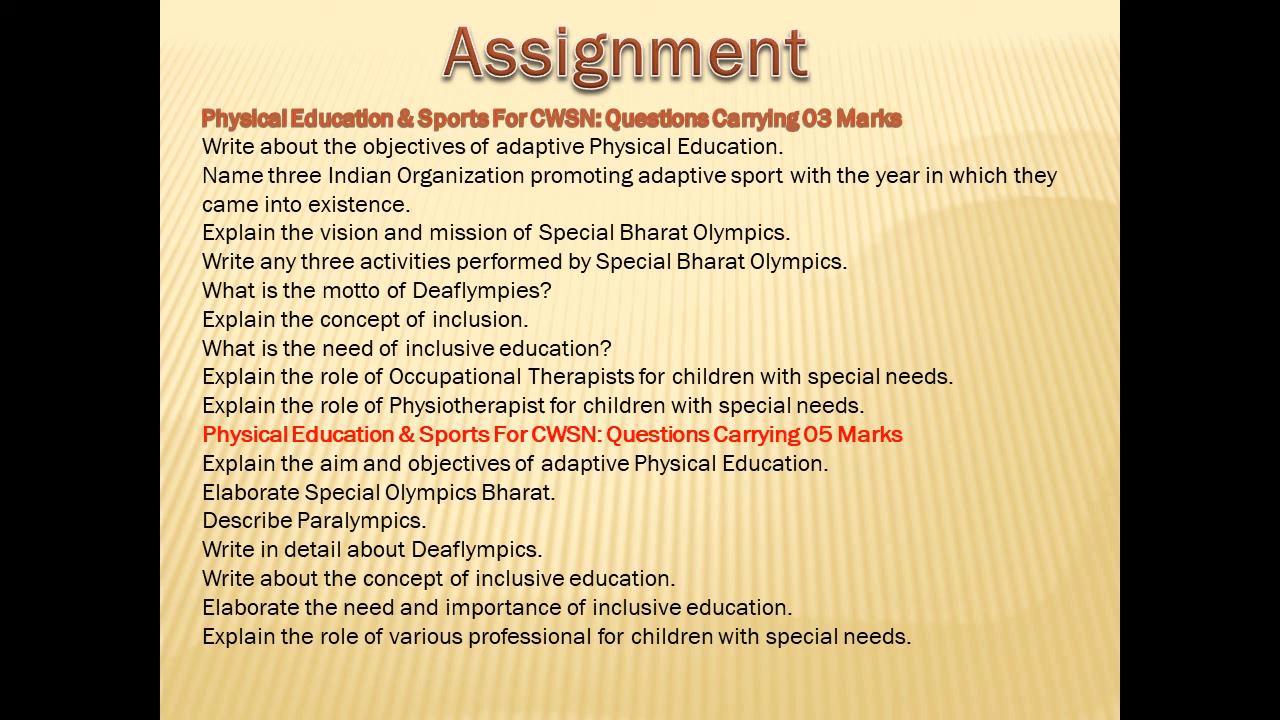 Assignment
Physical Education & Sports For CWSN: Questions Carrying 03 Marks
Write about the objectives of adaptive Physical Education.
Name three Indian Organization promoting adaptive sport with the year in which they
came into existence.
Explain the vision and mission of Special Bharat Olympics.
Write any three activities performed by Special Bharat Olympics.
What is the motto of Deaflympies?
Explain the concept of inclusion.
What is the need of inclusive education?
Explain the role of Occupational Therapists for children with special needs.
Explain the role of Physiotherapist for children with special needs.
Physical Education & Sports For CWSN: Questions Carrying 05 Marks
Explain the aim and objectives of adaptive Physical Education.
Elaborate Special Olympics Bharat.
Describe Paralympics.
Write in detail about Deaflympics.
Write about the concept of inclusive education.
Elaborate the need and importance of inclusive education.
Explain the role of various professional for children with special needs.